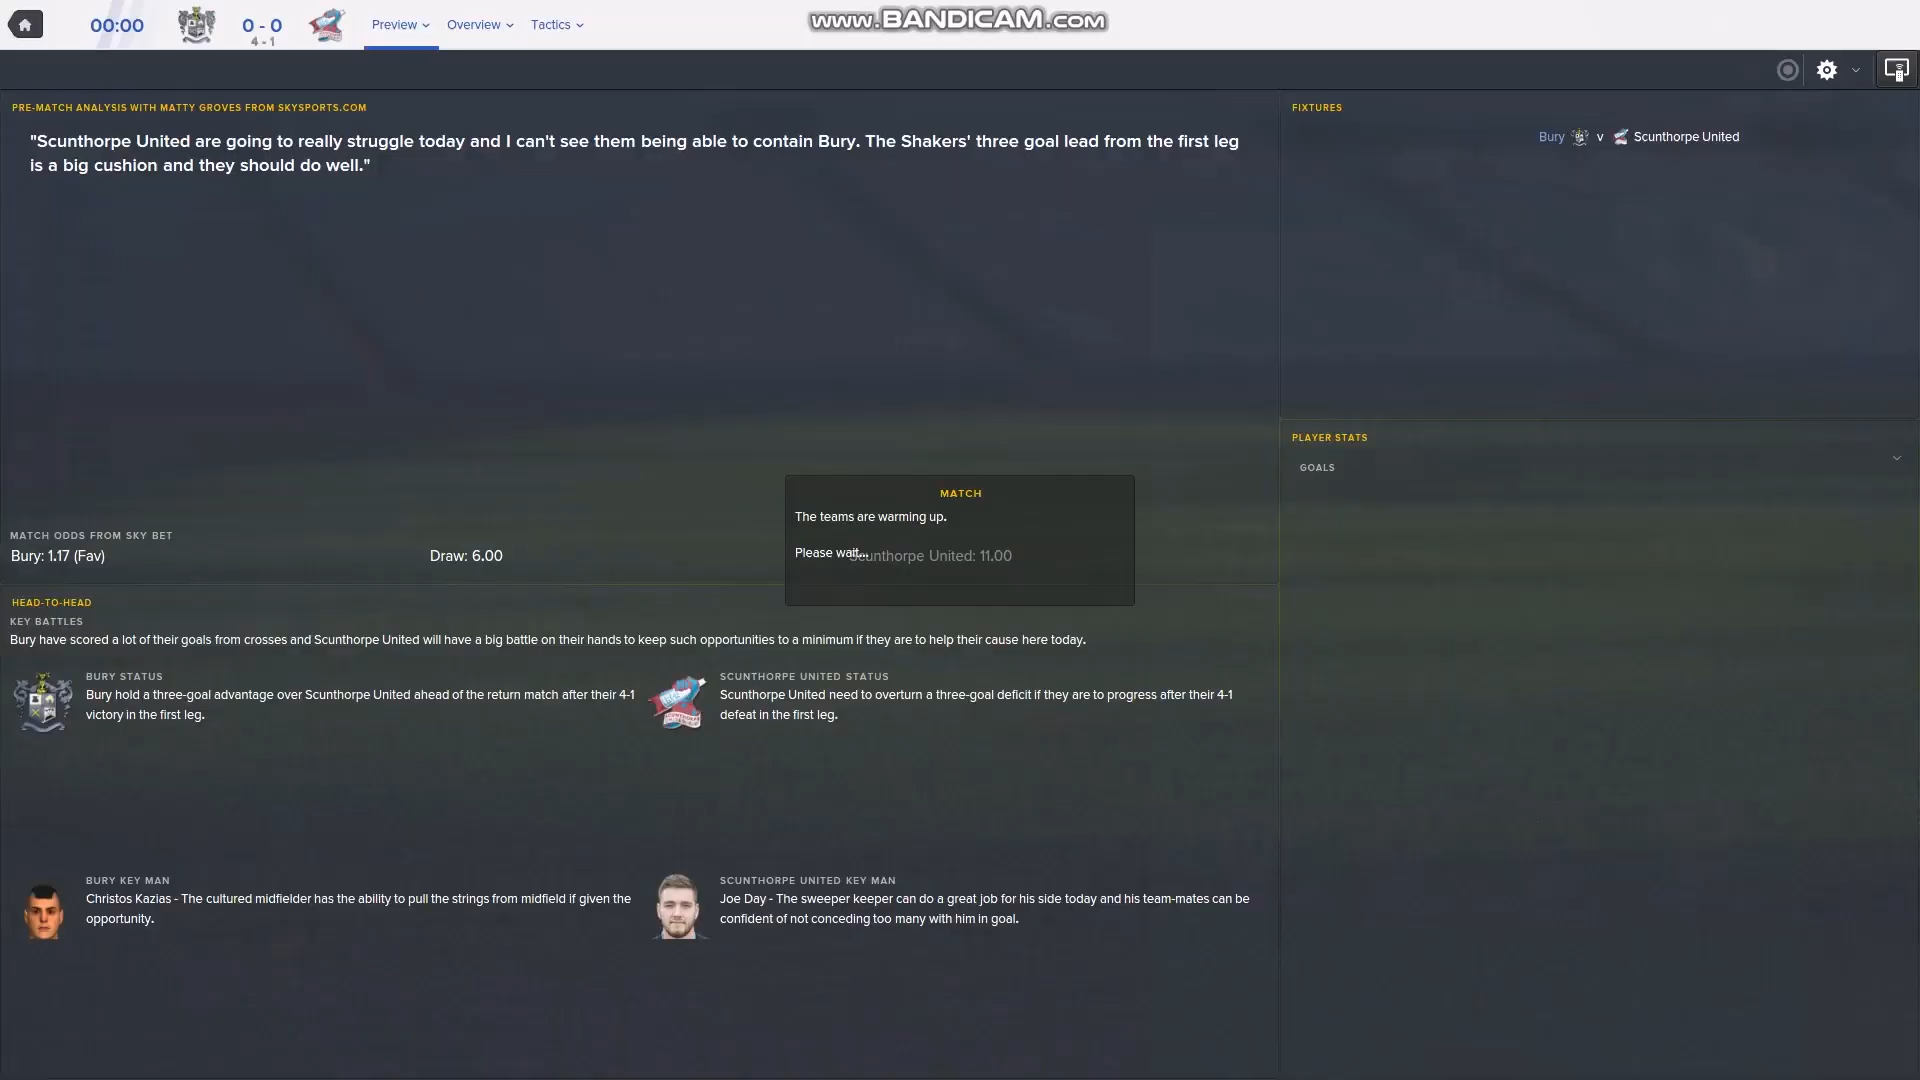 00:00
0 - 0
4 - 1
Preview
Overview
Tactics
www.BANDICAM.com
PRE-MATCH ANALYSIS WITH MATTY GROVES FROM SKYSPORTS.COM
"Scunthorpe United are going to really struggle today and I can't see them being able to contain Bury. The Shakers' three goal lead from the first leg
is a big cushion and they should do well."
FIXTURES
Bury v Scunthorpe United
PLAYER STATS
GOALS
MATCH
The teams are warming up.
Please wait...
MATCH ODDS FROM SKY BET
Bury: 1.17 (Fav)
Draw: 6.00
Scunthorpe United: 11.00
HEAD-TO-HEAD
KEY BATTLES
Bury have scored a lot of their goals from crosses and Scunthorpe United will have a big battle on their hands to keep such opportunities to a minimum if they are to help their cause here today.
BURY STATUS
Bury hold a three-goal advantage over Scunthorpe United ahead of the return match after their 4-1
victory in the first leg.
SCUNTHORPE UNITED STATUS
Scunthorpe United need to overturn a three-goal deficit if they are to progress after their 4-1
defeat in the first leg.
BURY KEY MAN
Christos Kazias - The cultured midfielder has the ability to pull the strings from midfield if given the
opportunity.
SCUNTHORPE UNITED KEY MAN
Joe Day - The sweeper keeper can do a great job for his side today and his team-mates can be
confident of not conceding too many with him in goal.